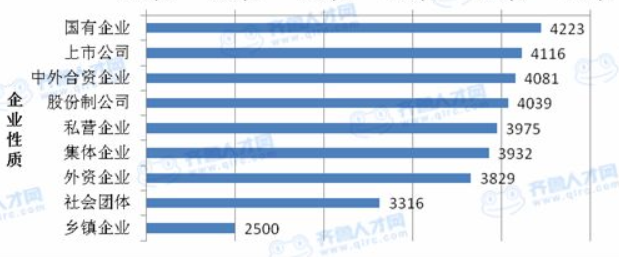 企业性质
国有企业 4223
上市公司 4116
中外合资企业 4081
股份制公司 4039
私营企业 3975
集体企业 3932
外资企业 3829
社会团体 3316
乡镇企业 2500
齐鲁人才网
www.qlrc.com